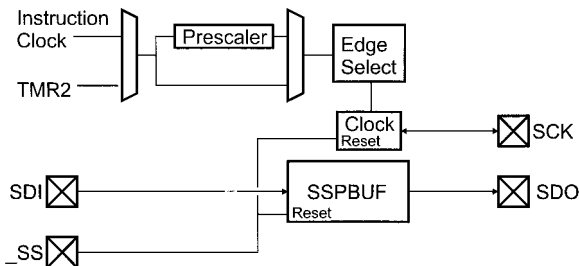 Instruction
Clock
Prescaler
Edge
Select
TMR2
Clock
Reset
SCK
SDI
SSPBUF
Reset
SDO
_SS